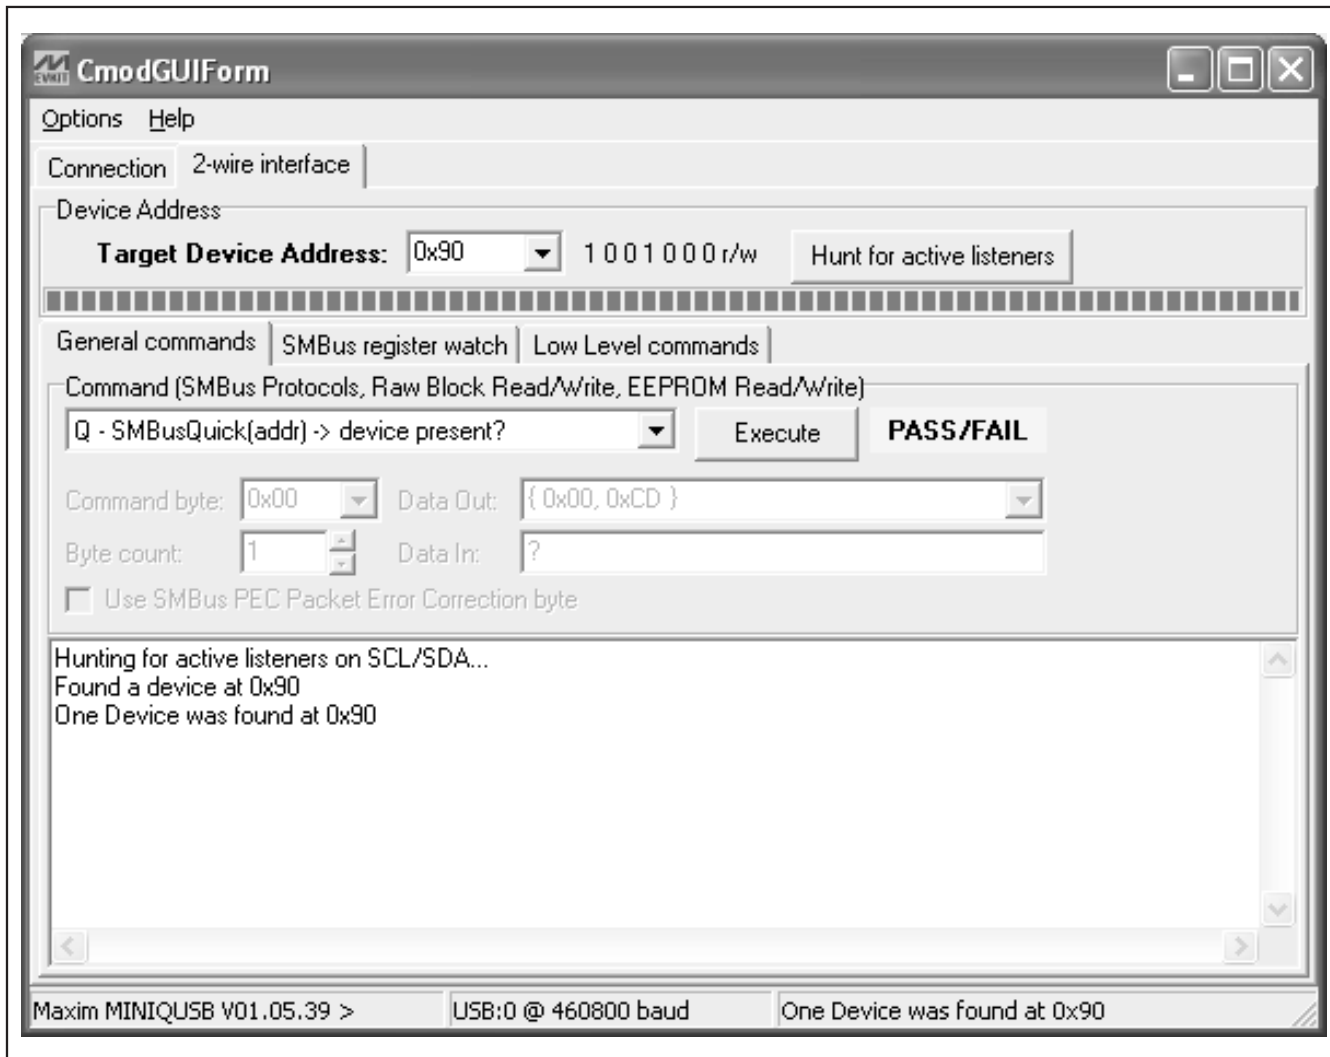 EVKIT CmodGUIForm
Options Help
Connection 2-wire interface
Device Address
Target Device Address: 0x90 1 0 0 1 0 0 0 r/w Hunt for active listeners
General commands SMBus register watch Low Level commands
Command (SMBus Protocols, Raw Block Read/Write, EEPROM Read/Write)
Q - SMBusQuick(addr) -> device present? Execute PASS/FAIL
Command byte: 0x00 Data Out: { 0x00, 0xCD }
Byte count: 1 Data In: ?
Use SMBus PEC Packet Error Correction byte
Hunting for active listeners on SCL/SDA...
Found a device at 0x90
One Device was found at 0x90
Maxim MINIQUSB V01.05.39 > USB:0 @ 460800 baud One Device was found at 0x90